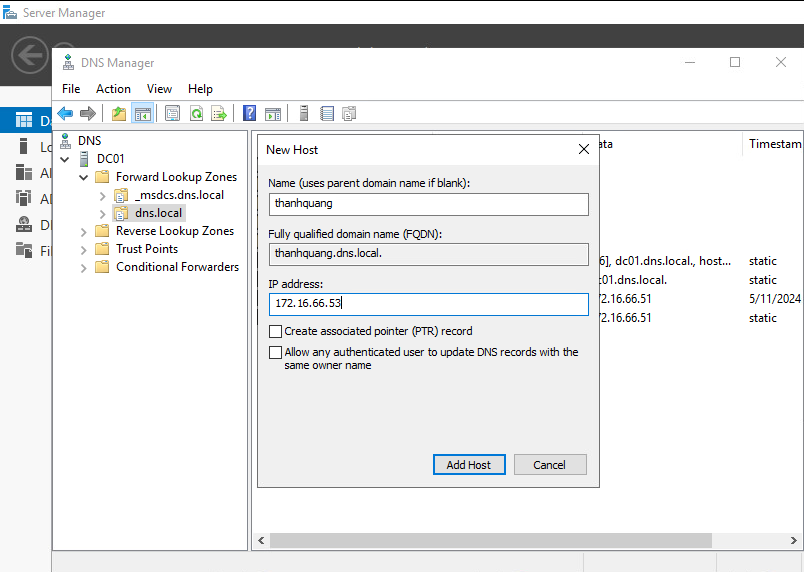 Server Manager
DNS Manager
File Action View Help
DNS
DC01
Forward Lookup Zones
_msdcs.dns.local
dns.local
Reverse Lookup Zones
Trust Points
Conditional Forwarders
New Host
Name (uses parent domain name if blank):
thanhquang
Fully qualified domain name (FQDN):
thanhquang.dns.local.
IP address:
172.16.66.53
Create associated pointer (PTR) record
Allow any authenticated user to update DNS records with the
same owner name
Add Host Cancel
ata Timestam
6], dc01.dns.local., host... static
c01.dns.local. static
72.16.66.51 5/11/2024
72.16.66.51 static